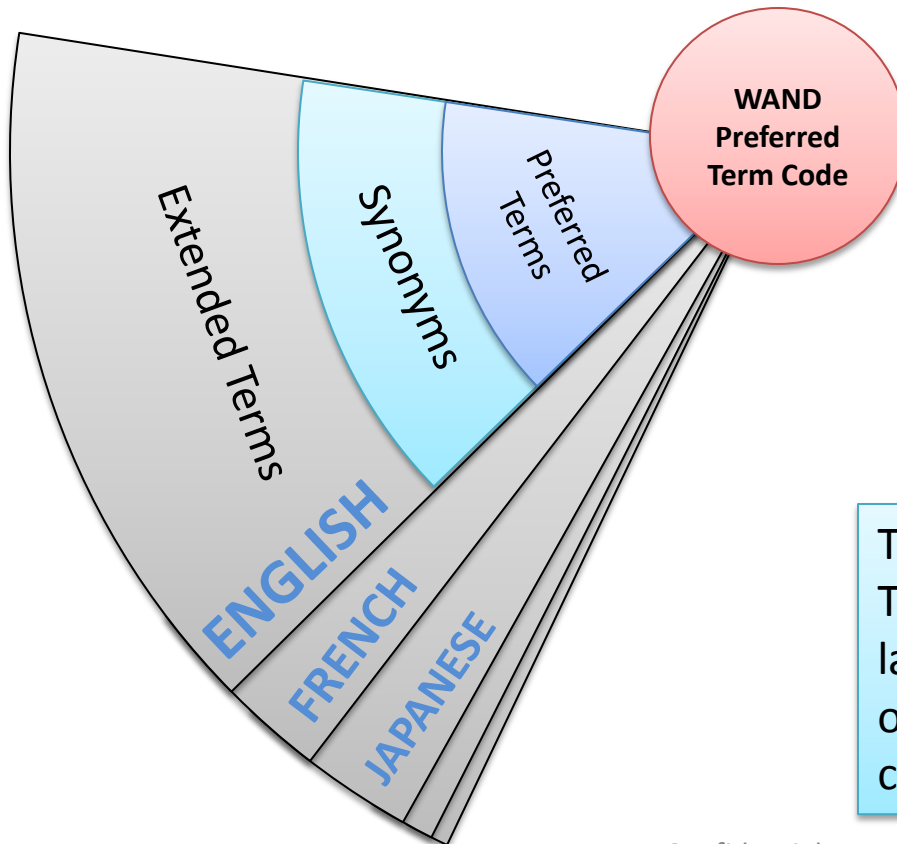 WAND
Preferred
Term Code
Preferred
Terms
Synonyms
Extended Terms
ENGLISH
FRENCH
JAPANESE